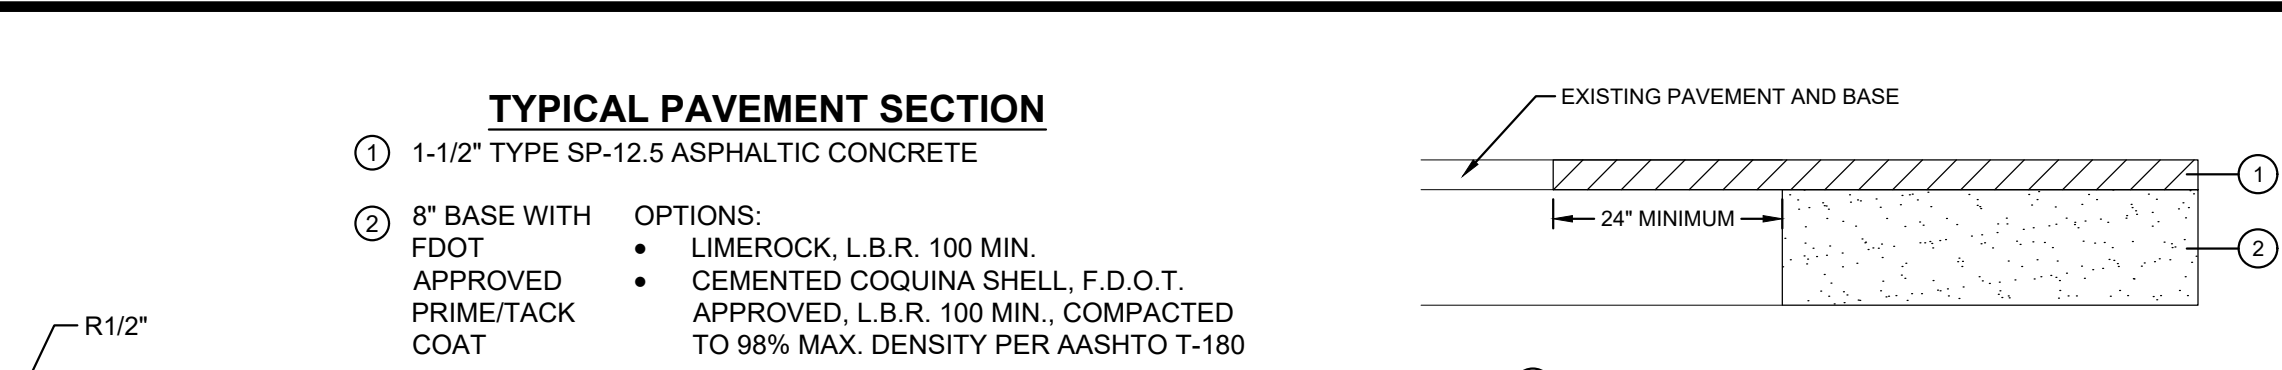 TYPICAL PAVEMENT SECTION
1 1-1/2" TYPE SP-12.5 ASPHALTIC CONCRETE
2 8" BASE WITH OPTIONS:
FDOT • LIMEROCK, L.B.R. 100 MIN.
APPROVED • CEMENTED COQUINA SHELL, F.D.O.T.
PRIME/TACK APPROVED, L.B.R. 100 MIN., COMPACTED
COAT TO 98% MAX. DENSITY PER AASHTO T-180
R1/2"
EXISTING PAVEMENT AND BASE
1
24" MINIMUM
2